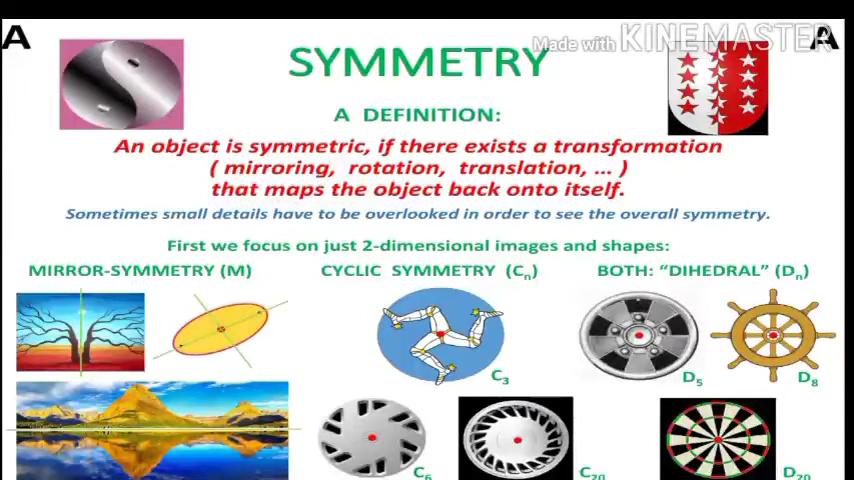 A
Made with KINEMASTER
A
SYMMETRY
A DEFINITION:
An object is symmetric, if there exists a transformation
( mirroring, rotation, translation, ... )
that maps the object back onto itself.
Sometimes small details have to be overlooked in order to see the overall symmetry.
First we focus on just 2-dimensional images and shapes:
MIRROR-SYMMETRY (M)
CYCLIC SYMMETRY (Cn)
BOTH: “DIHEDRAL” (Dn)
C3
D5
D8
C6
C20
D20